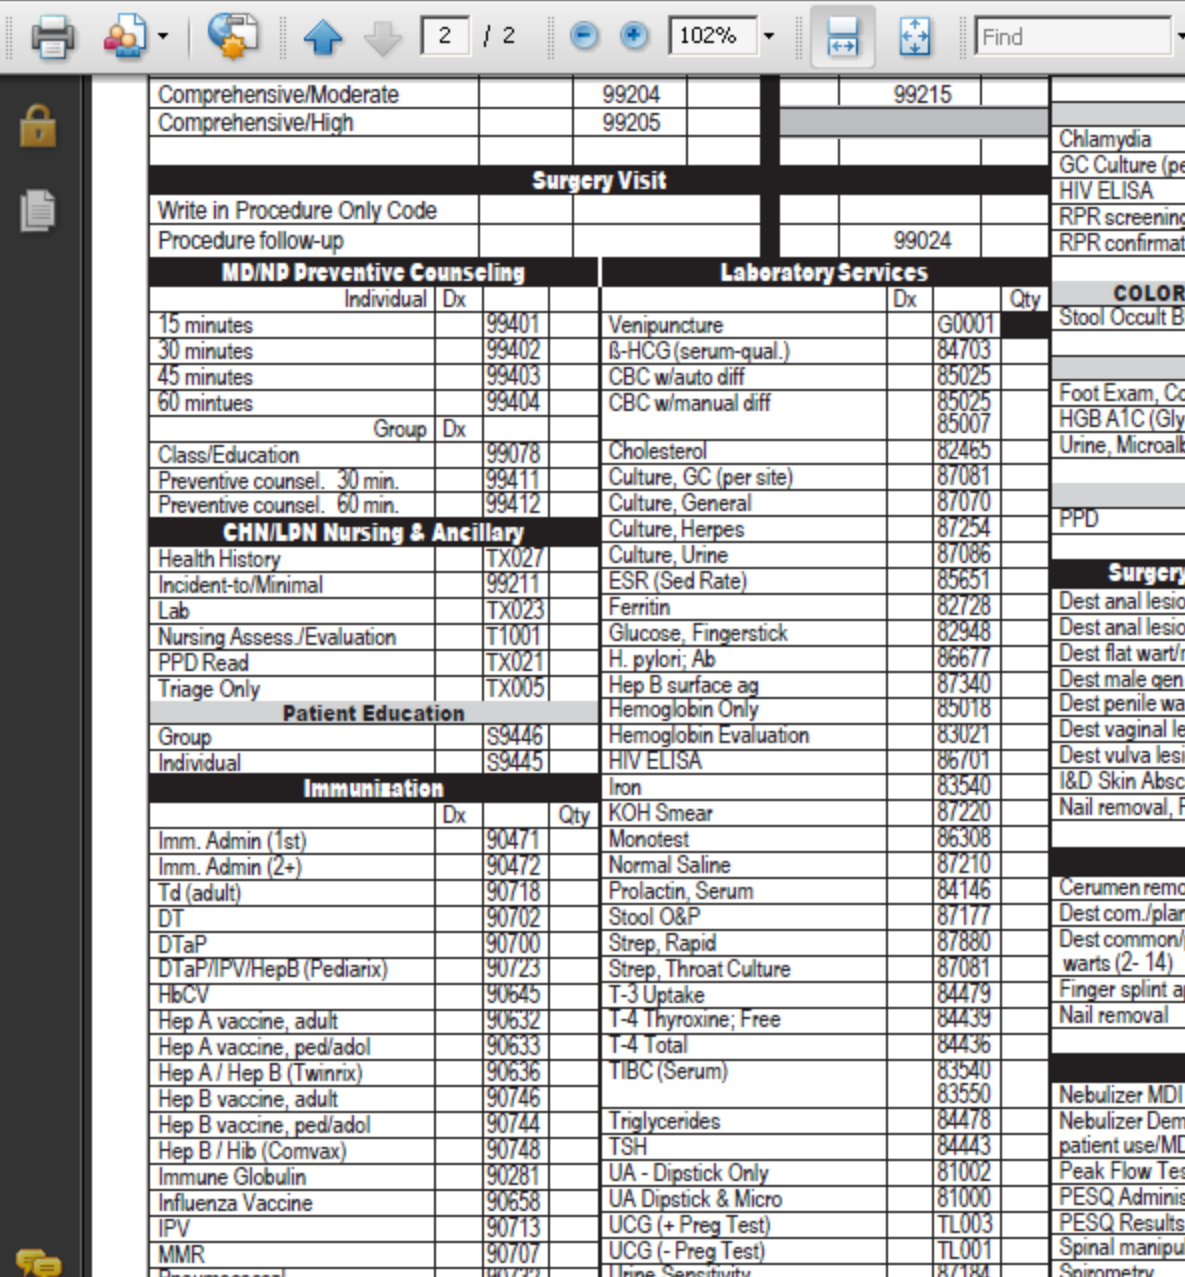 2 / 2 102% Find
Comprehensive/Moderate 99204 99215
Comprehensive/High 99205
Surgery Visit
Write in Procedure Only Code
Procedure follow-up 99024
MD/NP Preventive Counseling
Individual Dx
15 minutes 99401
30 minutes 99402
45 minutes 99403
60 mintues 99404
Group Dx
Class/Education 99078
Preventive counsel. 30 min. 99411
Preventive counsel. 60 min. 99412
CHN/LPN Nursing & Ancillary
Health History TX027
Incident-to/Minimal 99211
Lab TX023
Nursing Assess./Evaluation T1001
PPD Read TX021
Triage Only TX005
Patient Education
Group S9446
Individual S9445
Immunization
Dx Qty
Imm. Admin (1st) 90471
Imm. Admin (2+) 90472
Td (adult) 90718
DT 90702
DTaP 90700
DTaP/IPV/HepB (Pediarix) 90723
HbCV 90645
Hep A vaccine, adult 90632
Hep A vaccine, ped/adol 90633
Hep A / Hep B (Twinrix) 90636
Hep B vaccine, adult 90746
Hep B vaccine, ped/adol 90744
Hep B / Hib (Comvax) 90748
Immune Globulin 90281
Influenza Vaccine 90658
IPV 90713
MMR 90707
Pneumococcal 90732
Laboratory Services
Dx Qty
Venipuncture G0001
ß-HCG (serum-qual.) 84703
CBC w/auto diff 85025
CBC w/manual diff 85025
85007
Cholesterol 82465
Culture, GC (per site) 87081
Culture, General 87070
Culture, Herpes 87254
Culture, Urine 87086
ESR (Sed Rate) 85651
Ferritin 82728
Glucose, Fingerstick 82948
H. pylori; Ab 86677
Hep B surface ag 87340
Hemoglobin Only 85018
Hemoglobin Evaluation 83021
HIV ELISA 86701
Iron 83540
KOH Smear 87220
Monotest 86308
Normal Saline 87210
Prolactin, Serum 84146
Stool O&P 87177
Strep, Rapid 87880
Strep, Throat Culture 87081
T-3 Uptake 84479
T-4 Thyroxine; Free 84439
T-4 Total 84436
TIBC (Serum) 83540
83550
Triglycerides 84478
TSH 84443
UA - Dipstick Only 81002
UA Dipstick & Micro 81000
UCG (+ Preg Test) TL003
UCG (- Preg Test) TL001
Urine Sensitivity 87184
Chlamydia
GC Culture (pe
HIV ELISA
RPR screening
RPR confirmat
COLOR
Stool Occult B
Foot Exam, Co
HGB A1C (Gly
Urine, Microalb
PPD
Surgery
Dest anal lesio
Dest anal lesio
Dest flat wart/
Dest male gen
Dest penile wa
Dest vaginal le
Dest vulva lesi
I&D Skin Absc
Nail removal,
Cerumen remo
Dest com./plan
Dest common/
warts (2- 14)
Finger splint a
Nail removal
Nebulizer MDI
Nebulizer Dem
patient use/MD
Peak Flow Tes
PESQ Adminis
PESQ Results
Spinal manipul
Spirometry